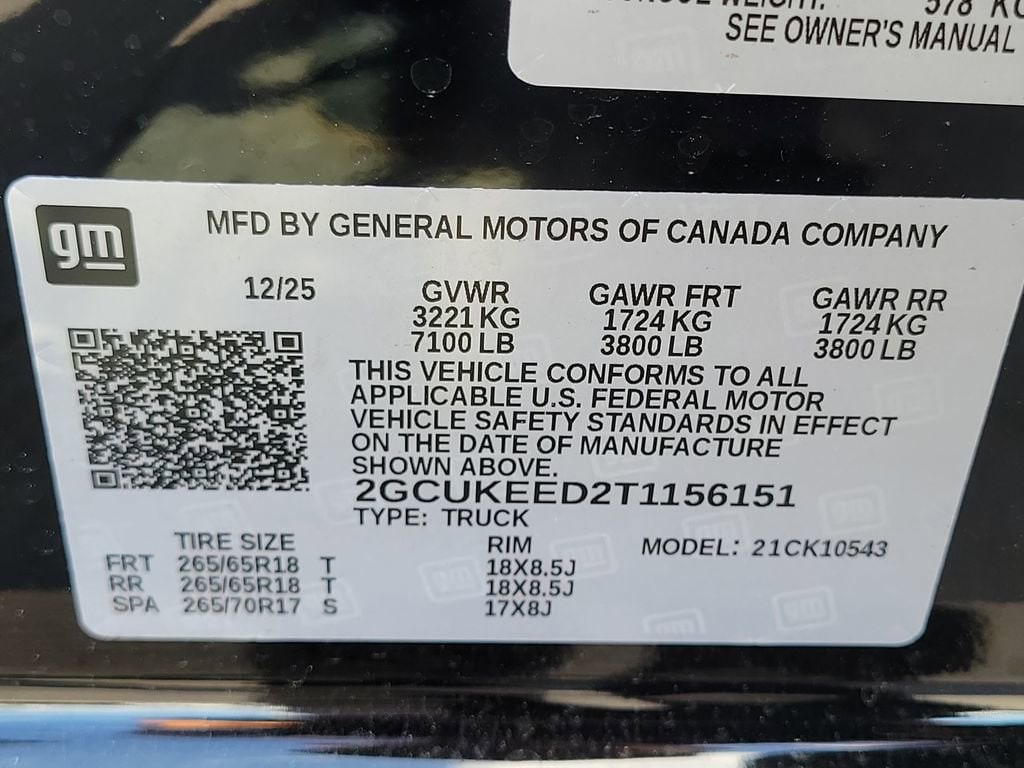 578 KG
SEE OWNER'S MANUAL
gm
MFD BY GENERAL MOTORS OF CANADA COMPANY
12/25 GVWR GAWR FRT GAWR RR
3221 KG 1724 KG 1724 KG
7100 LB 3800 LB 3800 LB
THIS VEHICLE CONFORMS TO ALL
APPLICABLE U.S. FEDERAL MOTOR
VEHICLE SAFETY STANDARDS IN EFFECT
ON THE DATE OF MANUFACTURE
SHOWN ABOVE.
2GCUKEED2T1156151
TYPE: TRUCK
TIRE SIZE RIM MODEL: 21CK10543
FRT 265/65R18 T 18X8.5J
RR 265/65R18 T 18X8.5J
SPA 265/70R17 S 17X8J